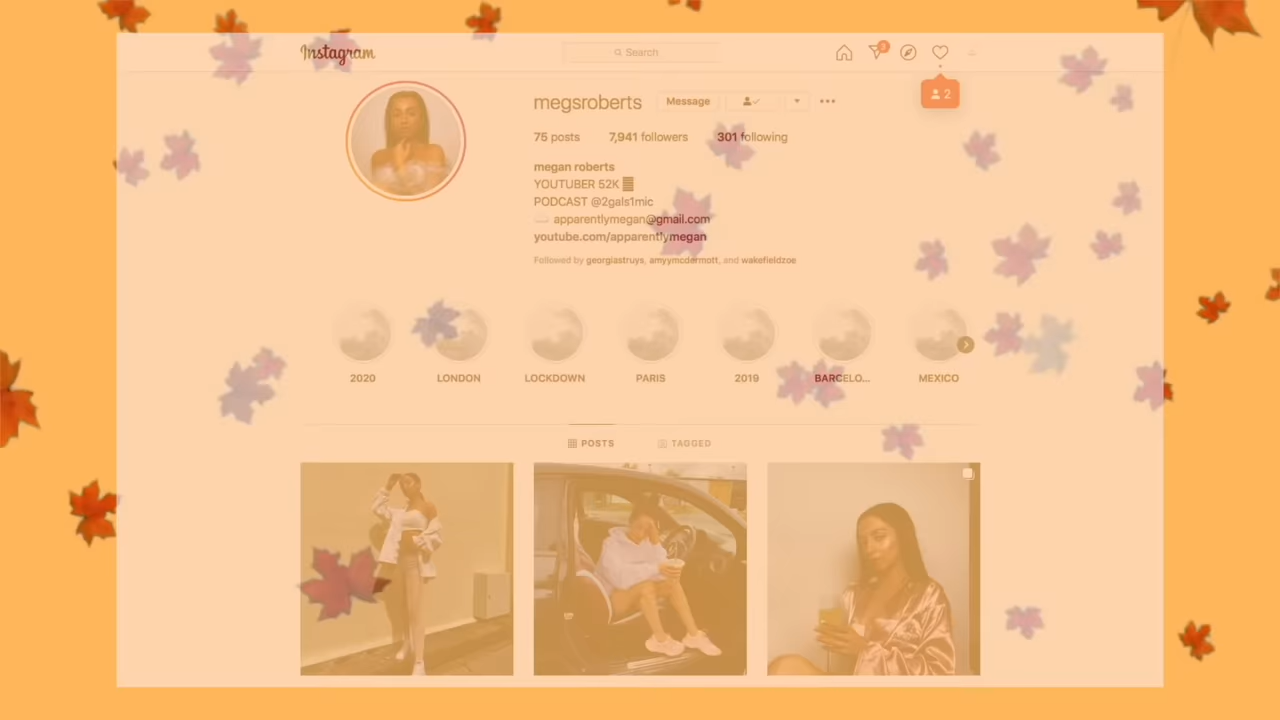 Instagram
Search
3
2
megsroberts Message
75 posts 7,941 followers 301 following
megan roberts
YOUTUBER 52K
PODCAST @2gals1mic
apparentlymegan@gmail.com
youtube.com/apparentlymegan
Followed by georgiastruys, amyymcdermott, and wakefieldzoe
2020 LONDON LOCKDOWN PARIS 2019 BARCELO... MEXICO
POSTS TAGGED